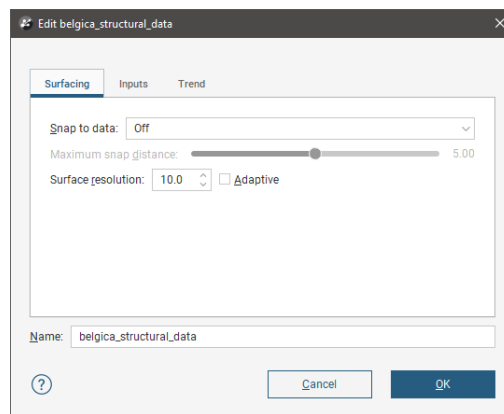 Edit belgica_structural_data
Surfacing Inputs Trend
Snap to data: Off
Maximum snap distance: 5.00
Surface resolution: 10.0 Adaptive
Name: belgica_structural_data
? Cancel OK